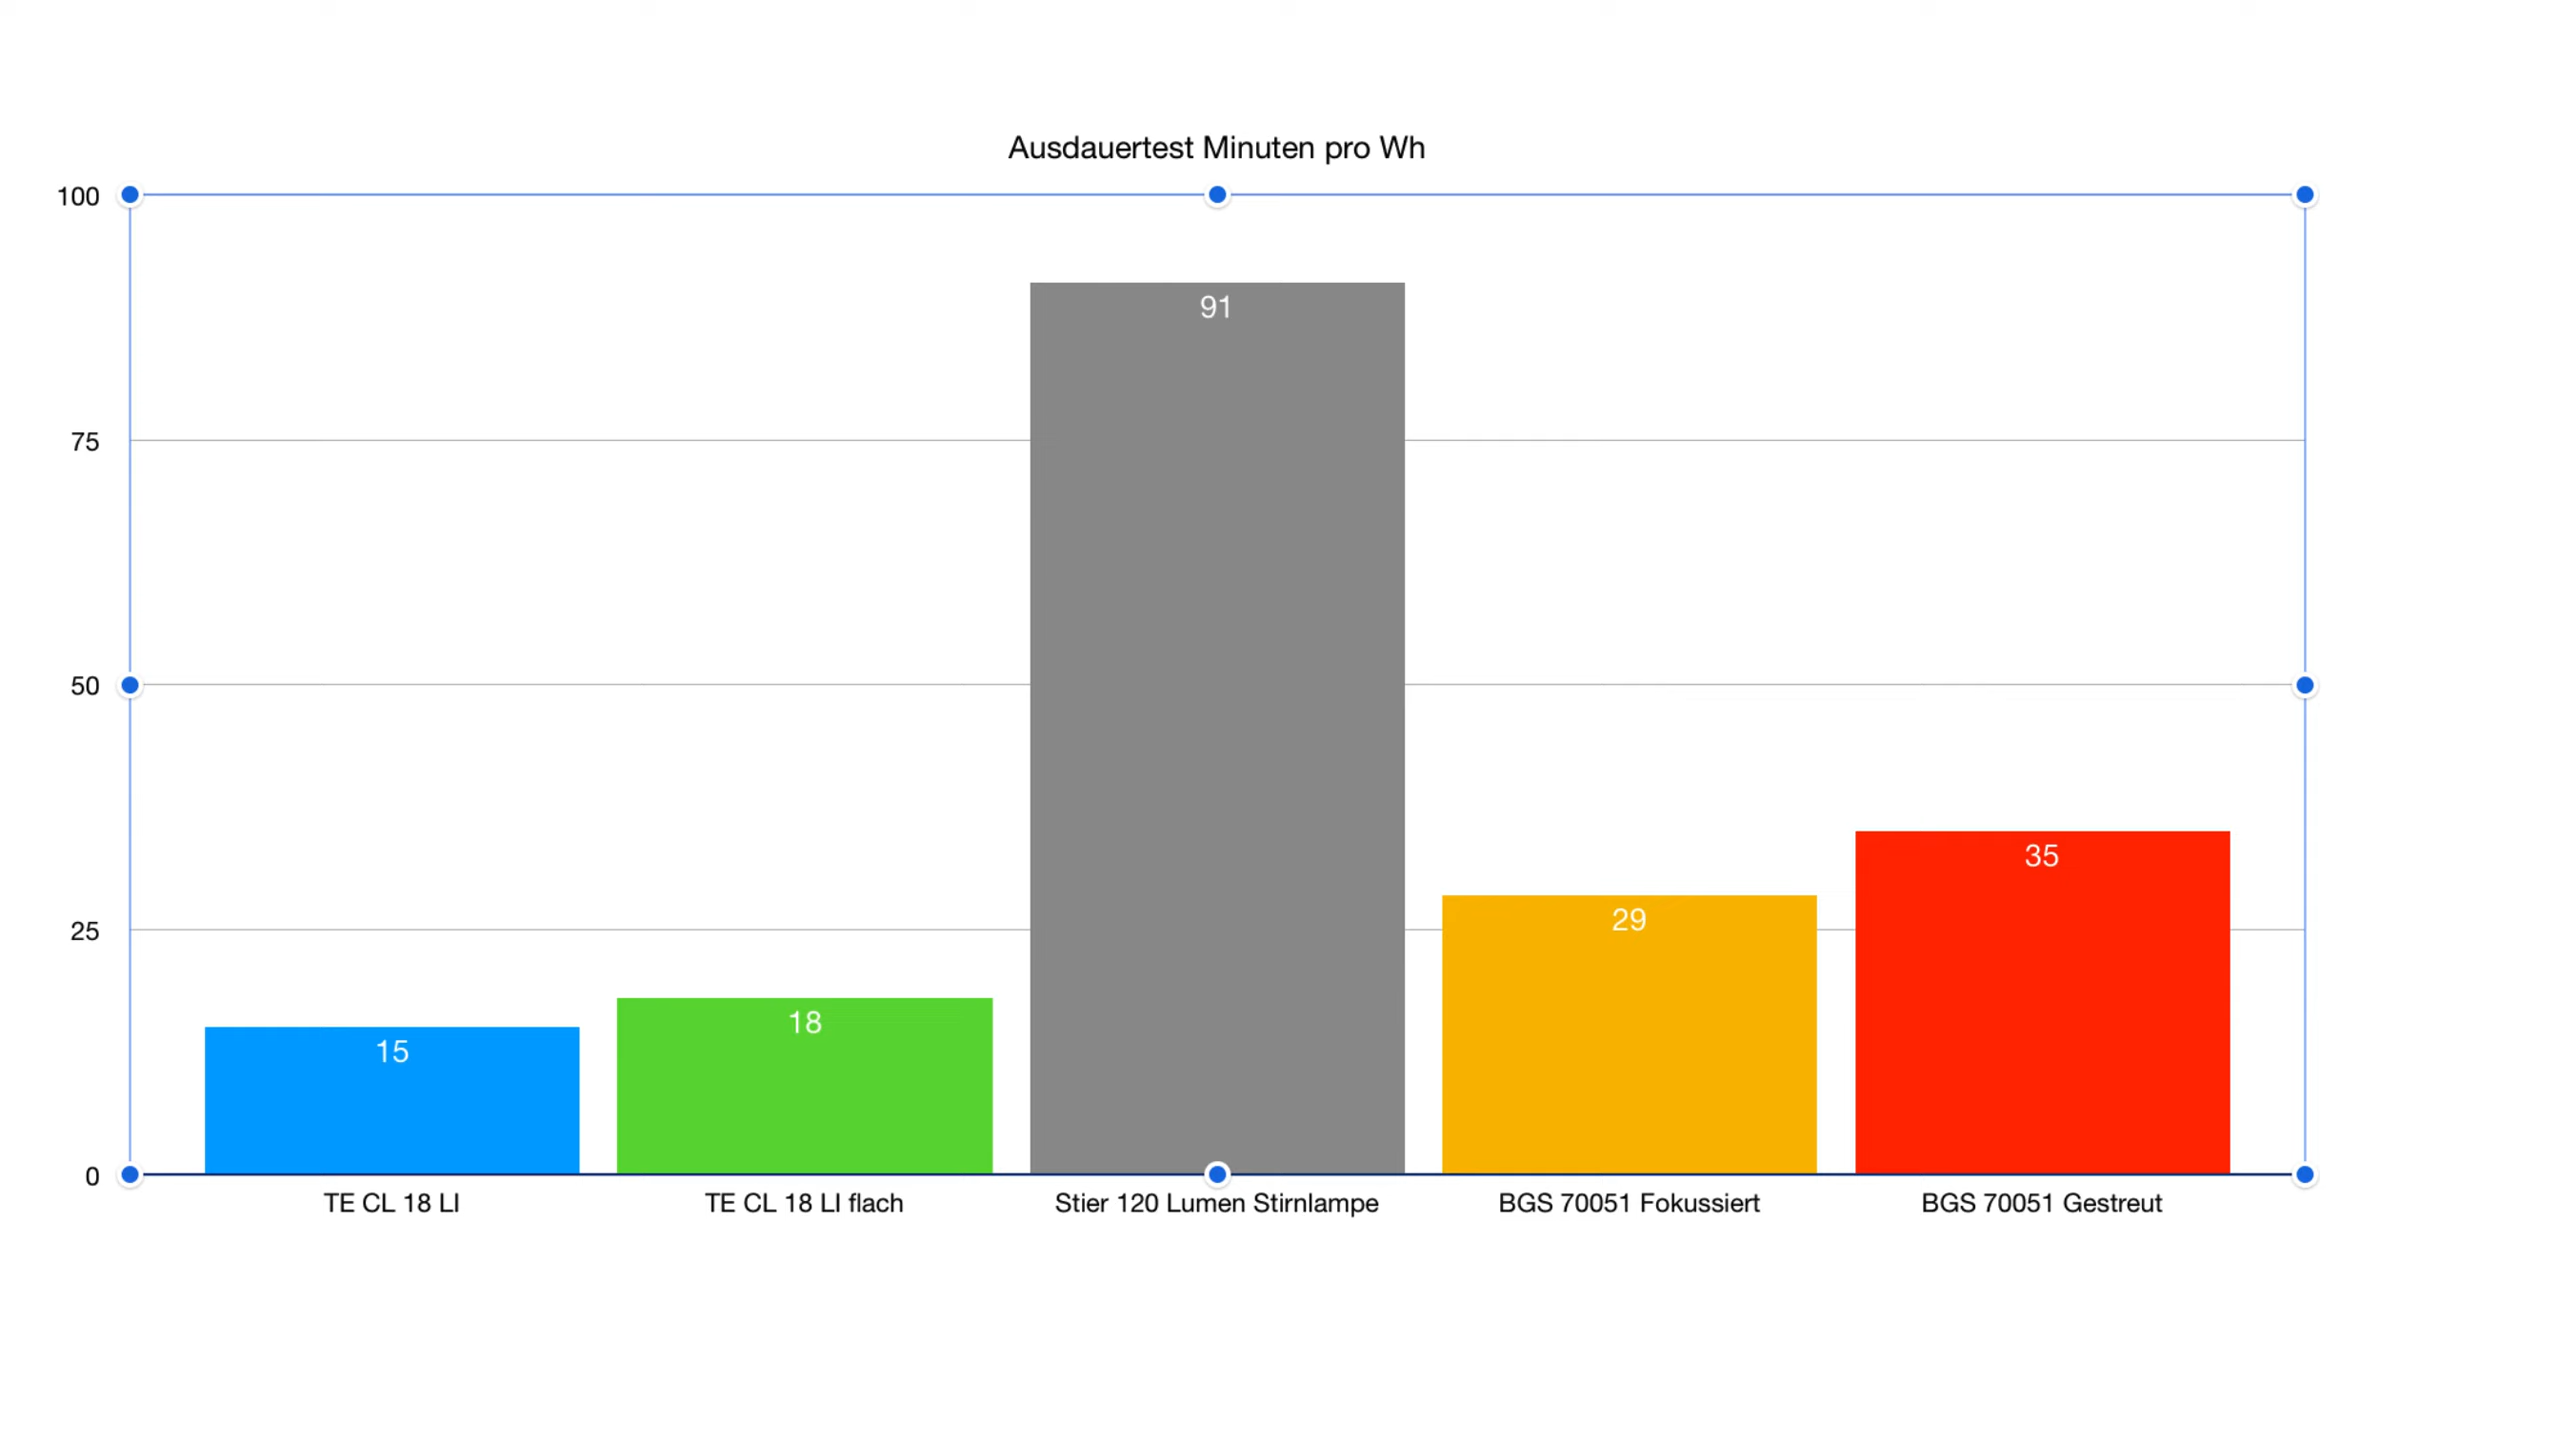 Ausdauertest Minuten pro Wh
100
75
50
25
0
91
35
29
18
15
TE CL 18 LI
TE CL 18 LI flach
Stier 120 Lumen Stirnlampe
BGS 70051 Fokussiert
BGS 70051 Gestreut